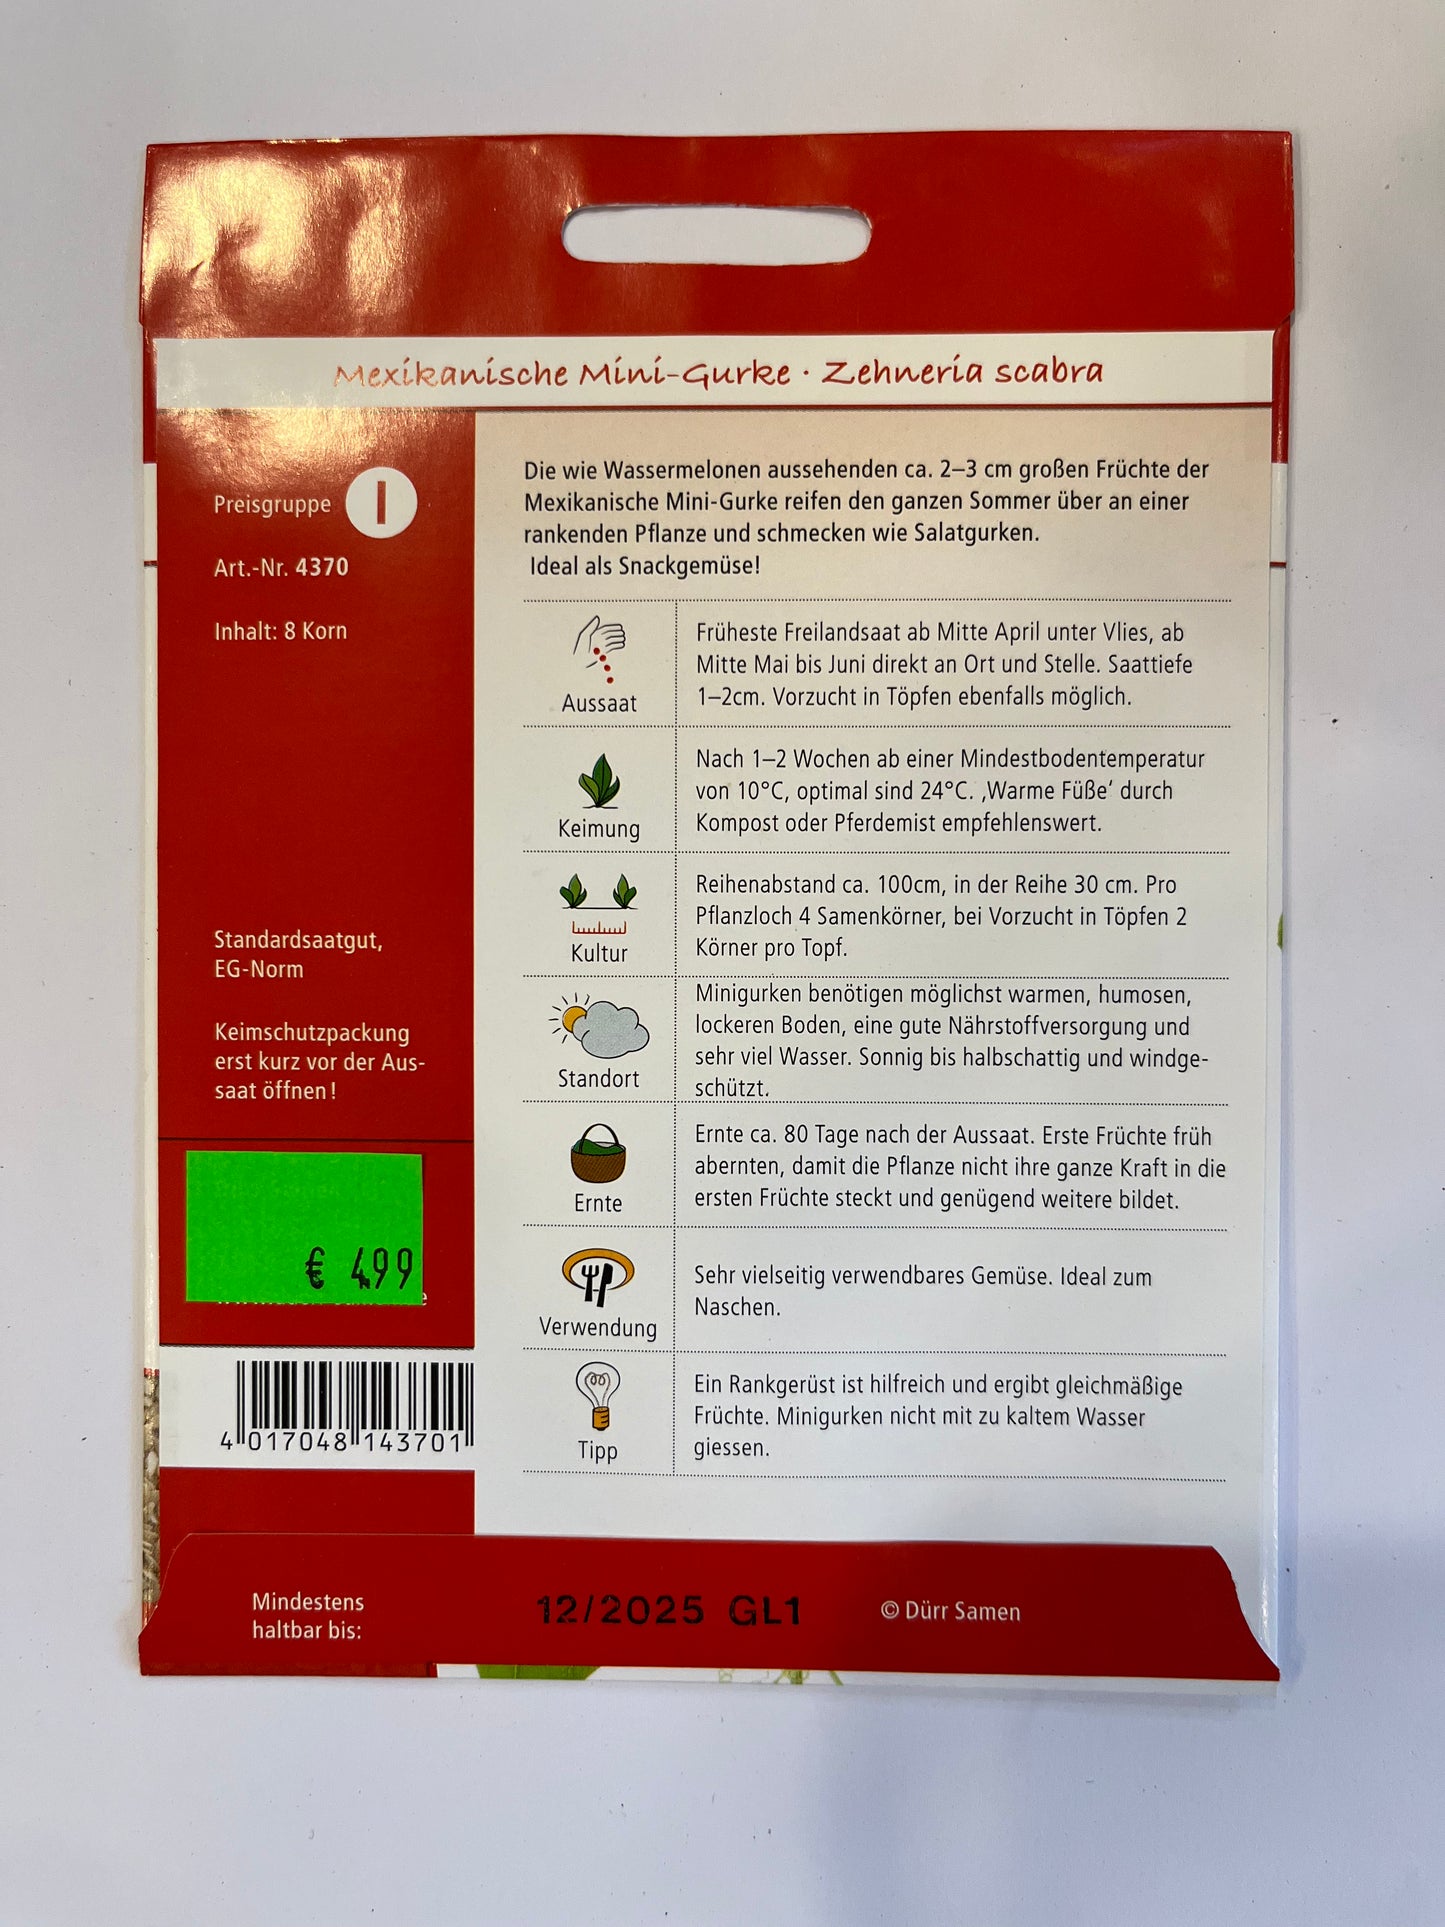 Mexikanische Mini-Gurke · Zehneria scabra
Preisgruppe I
Art.-Nr. 4370
Inhalt: 8 Korn
Standardsaatgut,
EG-Norm
Keimschutzpackung
erst kurz vor der Aus-
saat öffnen!
€ 4,99
4 017048 143701
Die wie Wassermelonen aussehenden ca. 2–3 cm großen Früchte der
Mexikanische Mini-Gurke reifen den ganzen Sommer über an einer
rankenden Pflanze und schmecken wie Salatgurken.
Ideal als Snackgemüse!
Aussaat
Früheste Freilandsaat ab Mitte April unter Vlies, ab
Mitte Mai bis Juni direkt an Ort und Stelle. Saattiefe
1–2cm. Vorzucht in Töpfen ebenfalls möglich.
Keimung
Nach 1–2 Wochen ab einer Mindestbodentemperatur
von 10°C, optimal sind 24°C. ‚Warme Füße‘ durch
Kompost oder Pferdemist empfehlenswert.
Kultur
Reihenabstand ca. 100cm, in der Reihe 30 cm. Pro
Pflanzloch 4 Samenkörner, bei Vorzucht in Töpfen 2
Körner pro Topf.
Standort
Minigurken benötigen möglichst warmen, humosen,
lockeren Boden, eine gute Nährstoffversorgung und
sehr viel Wasser. Sonnig bis halbschattig und windge-
schützt.
Ernte
Ernte ca. 80 Tage nach der Aussaat. Erste Früchte früh
abernten, damit die Pflanze nicht ihre ganze Kraft in die
ersten Früchte steckt und genügend weitere bildet.
Verwendung
Sehr vielseitig verwendbares Gemüse. Ideal zum
Naschen.
Tipp
Ein Rankgerüst ist hilfreich und ergibt gleichmäßige
Früchte. Minigurken nicht mit zu kaltem Wasser
giessen.
Mindestens
haltbar bis:
12/2025 GL1
© Dürr Samen